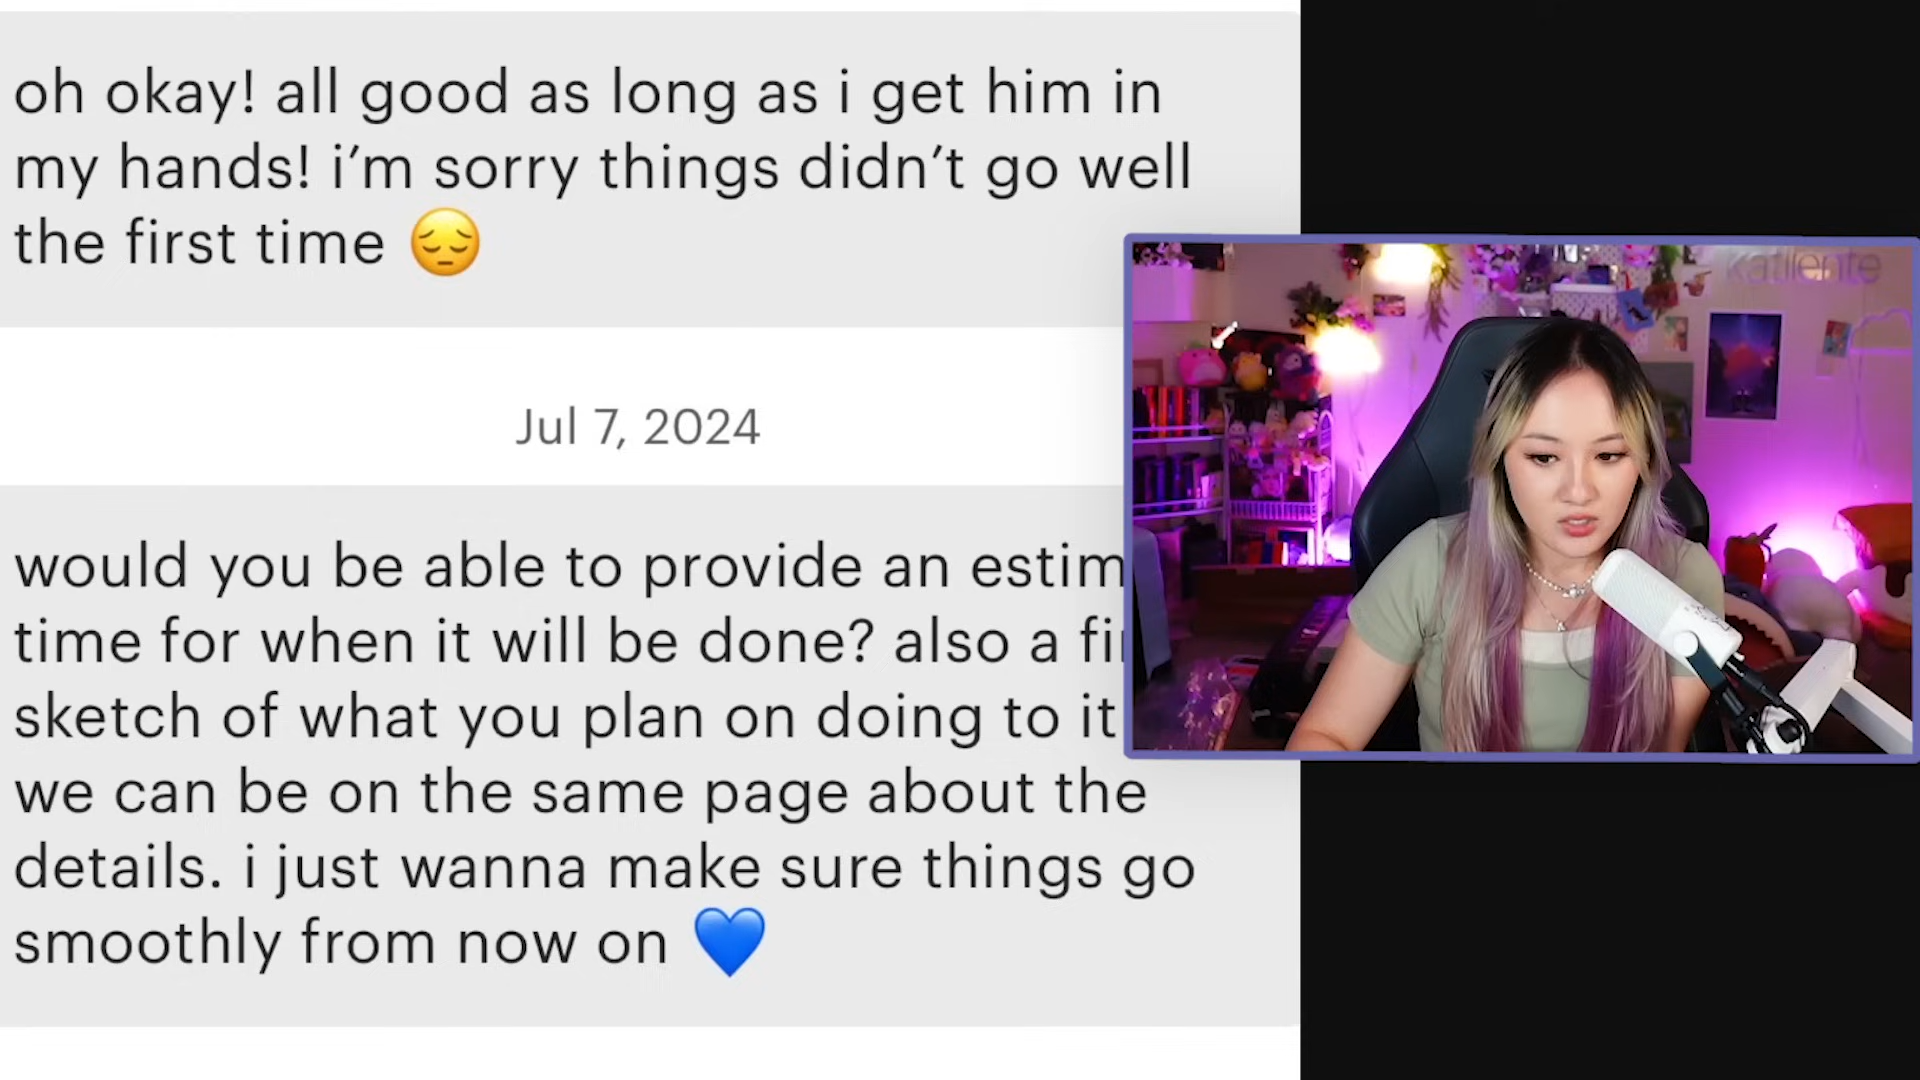 oh okay! all good as long as i get him in
my hands! i’m sorry things didn’t go well
the first time 😔
Jul 7, 2024
would you be able to provide an
time for when it will be done? also a
sketch of what you plan on doing to it
we can be on the same page about the
details. i just wanna make sure things go
smoothly from now on 💙
katliente